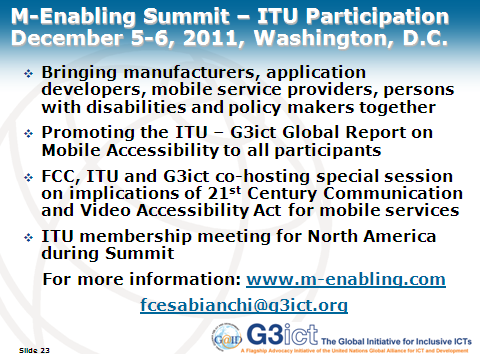 M-Enabling Summit – ITU Participation
December 5-6, 2011, Washington, D.C.
❖ Bringing manufacturers, application
developers, mobile service providers, persons
with disabilities and policy makers together
❖ Promoting the ITU – G3ict Global Report on
Mobile Accessibility to all participants
❖ FCC, ITU and G3ict co-hosting special session
on implications of 21st Century Communication
and Video Accessibility Act for mobile services
❖ ITU membership meeting for North America
during Summit
For more information: www.m-enabling.com
fcesabianchi@g3ict.org
Slide 23
G3ict The Global Initiative for Inclusive ICTs
A Flagship Advocacy Initiative of the United Nations Global Alliance for ICT and Development